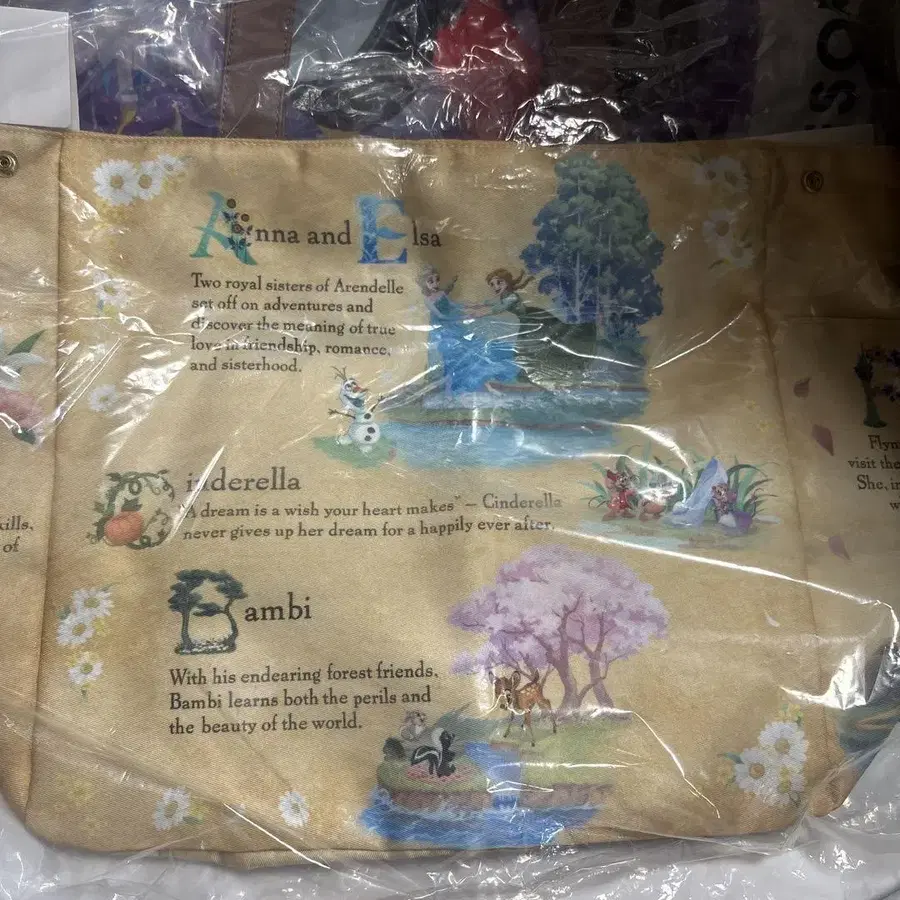 Anna and Elsa
Two royal sisters of Arendelle
set off on adventures and
discover the meaning of true
love in friendship, romance,
and sisterhood.
Cinderella
"A dream is a wish your heart makes" – Cinderella
never gives up her dream for a happily ever after.
Bambi
With his endearing forest friends,
Bambi learns both the perils and
the beauty of the world.
kills,
of
Flyn
visit the
She, in
w